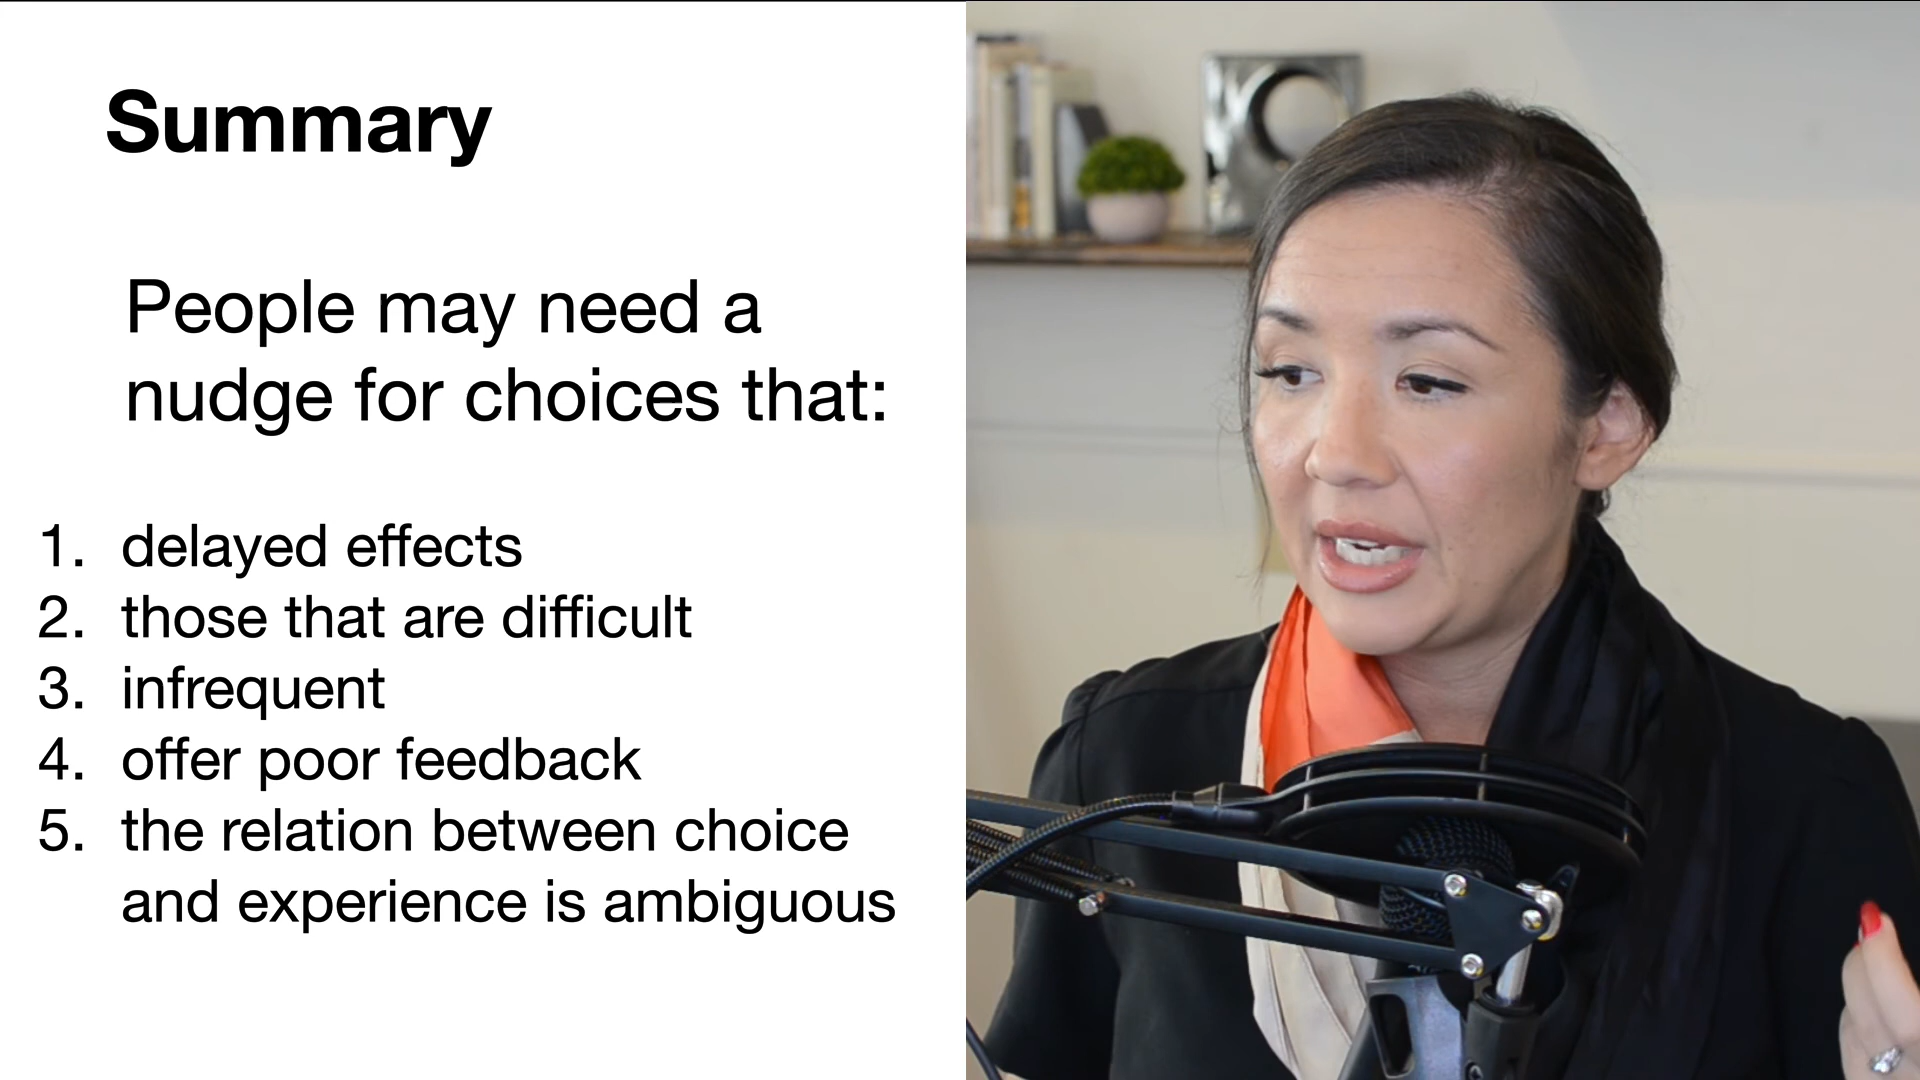 Summary
People may need a
nudge for choices that:
1. delayed effects
2. those that are difficult
3. infrequent
4. offer poor feedback
5. the relation between choice
and experience is ambiguous